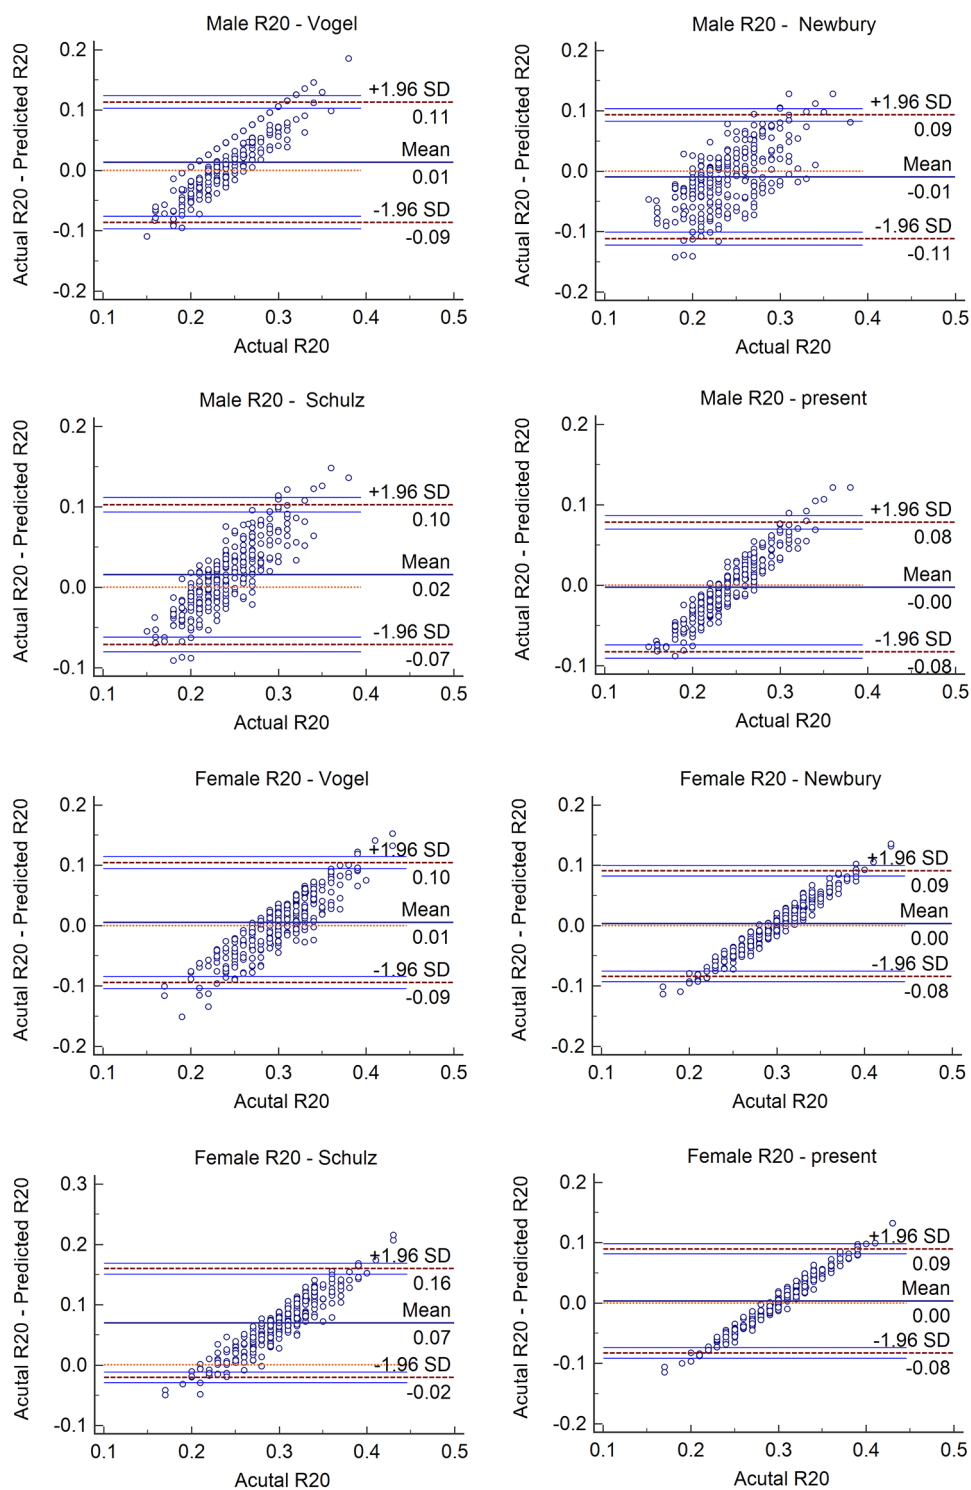 Male R20 - Vogel
Actual R20 - Predicted R20
0.2
0.1
0.0
-0.1
-0.2
+1.96 SD
0.11
Mean
0.01
-1.96 SD
-0.09
0.1 0.2 0.3 0.4 0.5
Actual R20
Male R20 - Newbury
Actual R20 - Predicted R20
0.2
0.1
0.0
-0.1
-0.2
+1.96 SD
0.09
Mean
-0.01
-1.96 SD
-0.11
0.1 0.2 0.3 0.4 0.5
Actual R20
Male R20 - Schulz
Actual R20 - Predicted R20
0.2
0.1
0.0
-0.1
+1.96 SD
0.10
Mean
0.02
-1.96 SD
-0.07
0.1 0.2 0.3 0.4 0.5
Actual R20
Male R20 - present
Actual R20 - Predicted R20
0.2
0.1
0.0
-0.1
+1.96 SD
0.08
Mean
-0.00
-1.96 SD
-0.08
0.1 0.2 0.3 0.4 0.5
Actual R20
Female R20 - Vogel
Acutal R20 - Predicted R20
0.2
0.1
0.0
-0.1
-0.2
+1.96 SD
0.10
Mean
0.01
-1.96 SD
-0.09
0.1 0.2 0.3 0.4 0.5
Acutal R20
Female R20 - Newbury
Acutal R20 - Predicted R20
0.2
0.1
0.0
-0.1
-0.2
+1.96 SD
0.09
Mean
0.00
-1.96 SD
-0.08
0.1 0.2 0.3 0.4 0.5
Acutal R20
Female R20 - Schulz
Acutal R20 - Predicted R20
0.3
0.2
0.1
0.0
-0.1
+1.96 SD
0.16
Mean
0.07
-1.96 SD
-0.02
0.1 0.2 0.3 0.4 0.5
Acutal R20
Female R20 - present
Acutal R20 - Predicted R20
0.2
0.1
0.0
-0.1
-0.2
+1.96 SD
0.09
Mean
0.00
-1.96 SD
-0.08
0.1 0.2 0.3 0.4 0.5
Acutal R20